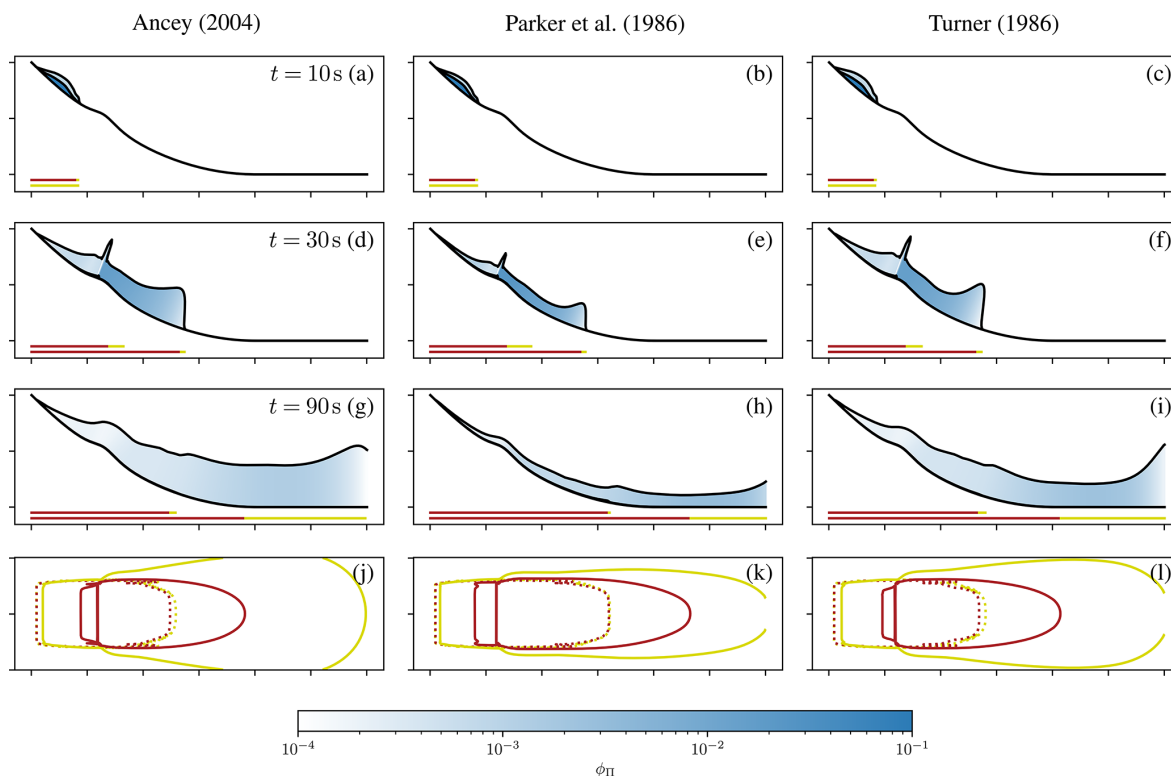 Ancey (2004) Parker et al. (1986) Turner (1986)
t = 10 s (a) (b) (c)
t = 30 s (d) (e) (f)
t = 90 s (g) (h) (i)
(j) (k) (l)
10⁻⁴ 10⁻³ 10⁻² 10⁻¹
ϕ_Π